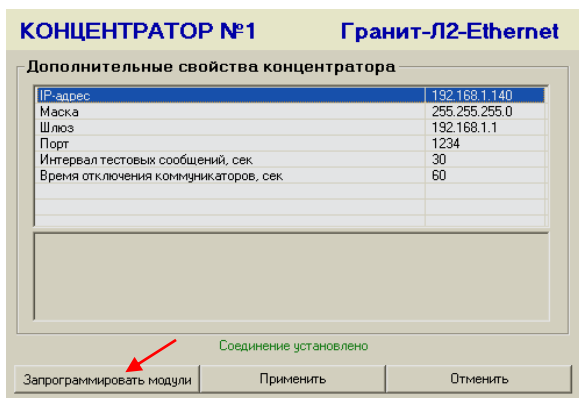 КОНЦЕНТРАТОР №1 Гранит-Л2-Ethernet
Дополнительные свойства концентратора
IP-адрес 192.168.1.140
Маска 255.255.255.0
Шлюз 192.168.1.1
Порт 1234
Интервал тестовых сообщений, сек 30
Время отключения коммуникаторов, сек 60
Соединение установлено
Запрограммировать модули Применить Отменить